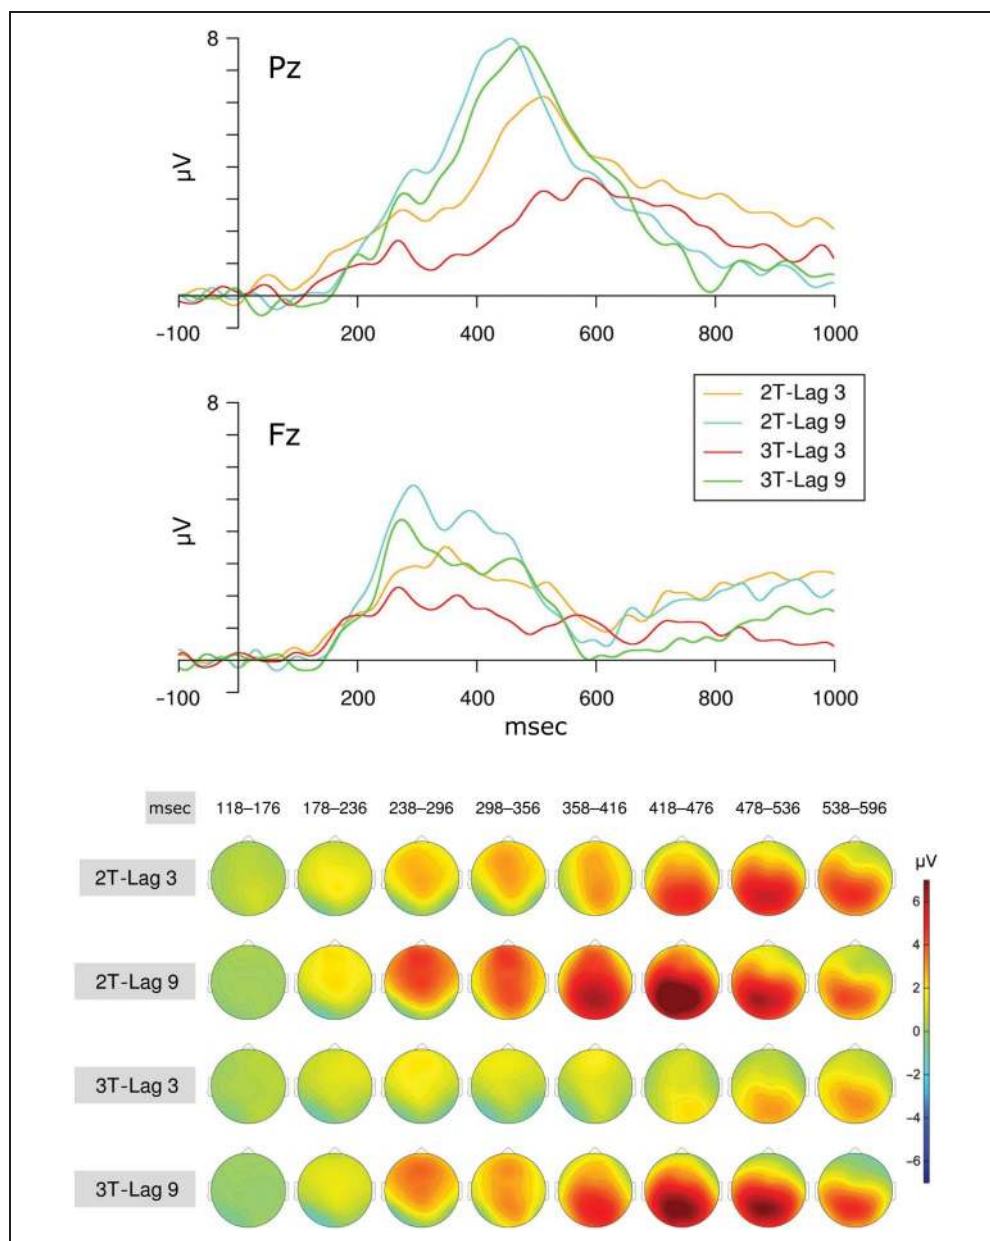 8
Pz
µV
-100 200 400 600 800 1000
2T-Lag 3
2T-Lag 9
3T-Lag 3
3T-Lag 9
8
Fz
µV
-100 200 400 600 800 1000
msec
msec 118–176 178–236 238–296 298–356 358–416 418–476 478–536 538–596
µV
2T-Lag 3
2T-Lag 9
3T-Lag 3
3T-Lag 9
6
4
2
0
-2
-4
-6